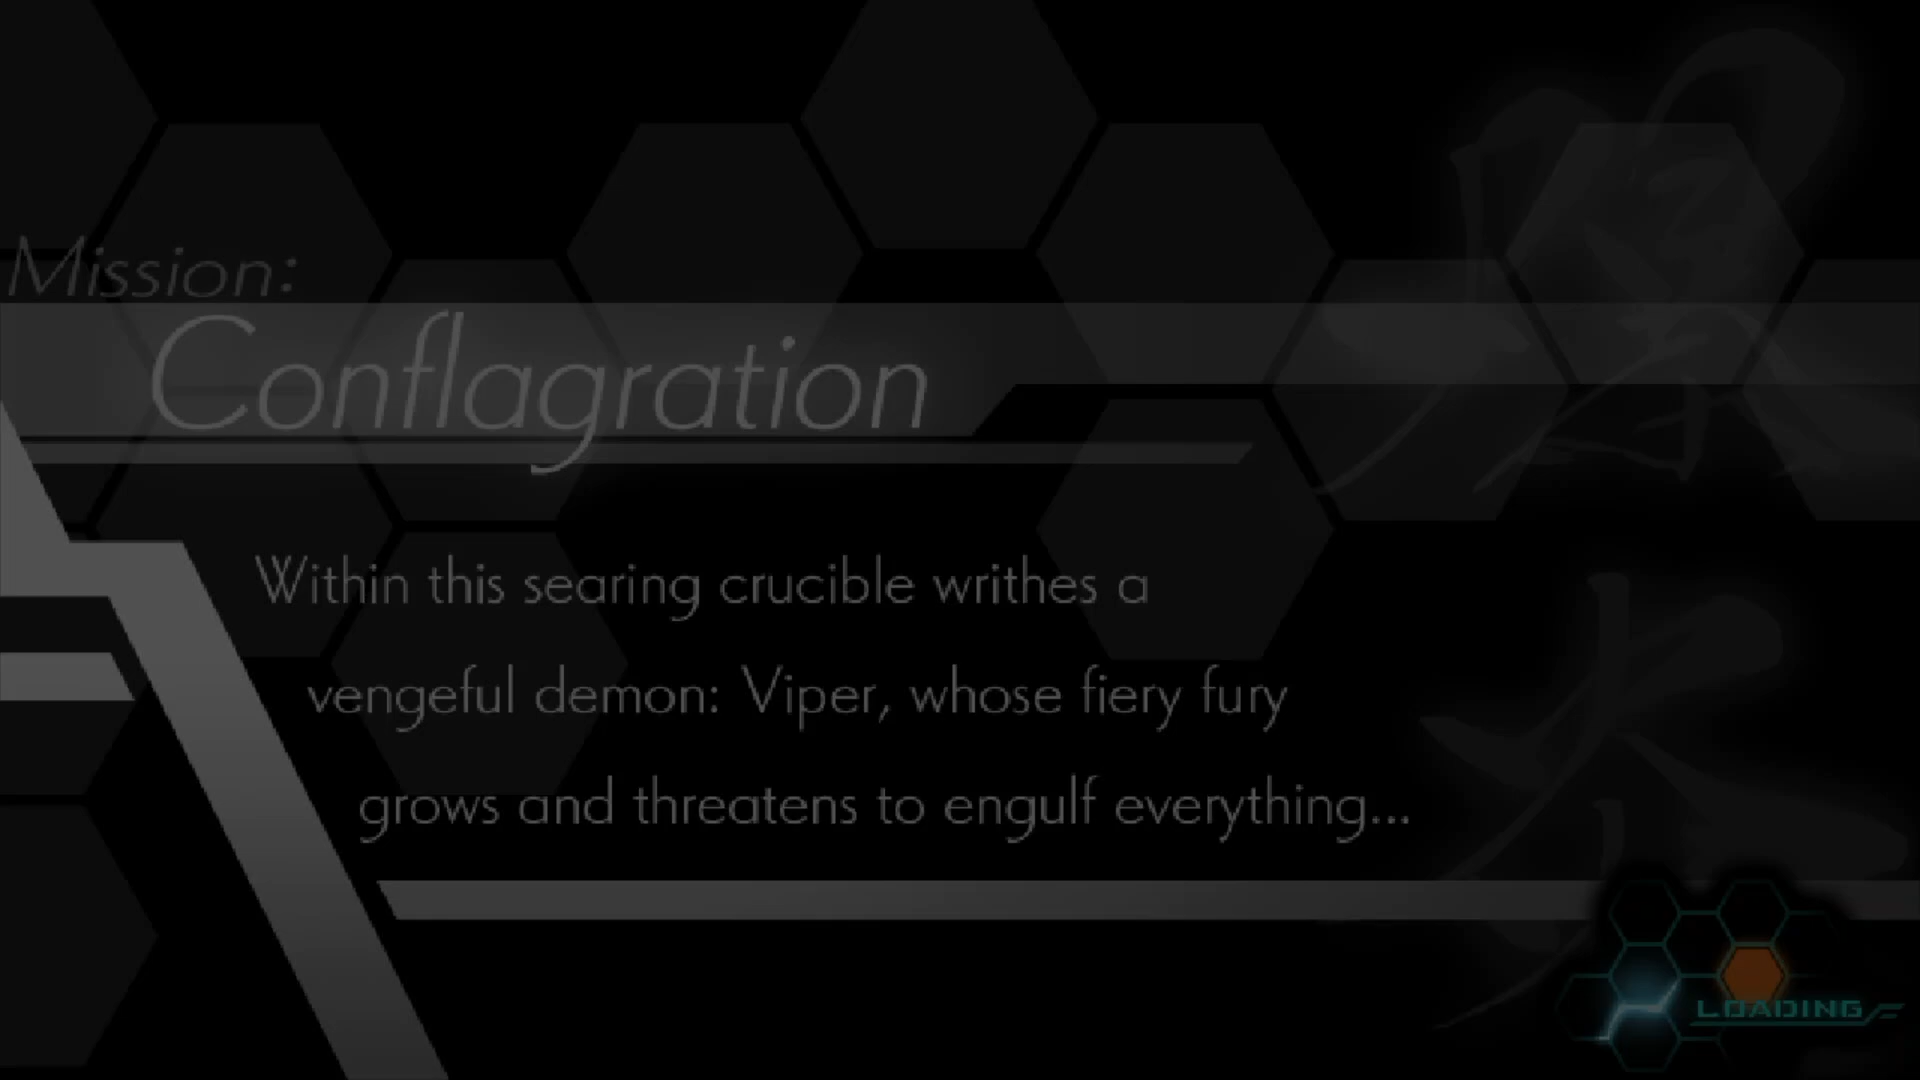 Mission:
Conflagration
Within this searing crucible writhes a
vengeful demon: Viper, whose fiery fury
grows and threatens to engulf everything...
LOADING